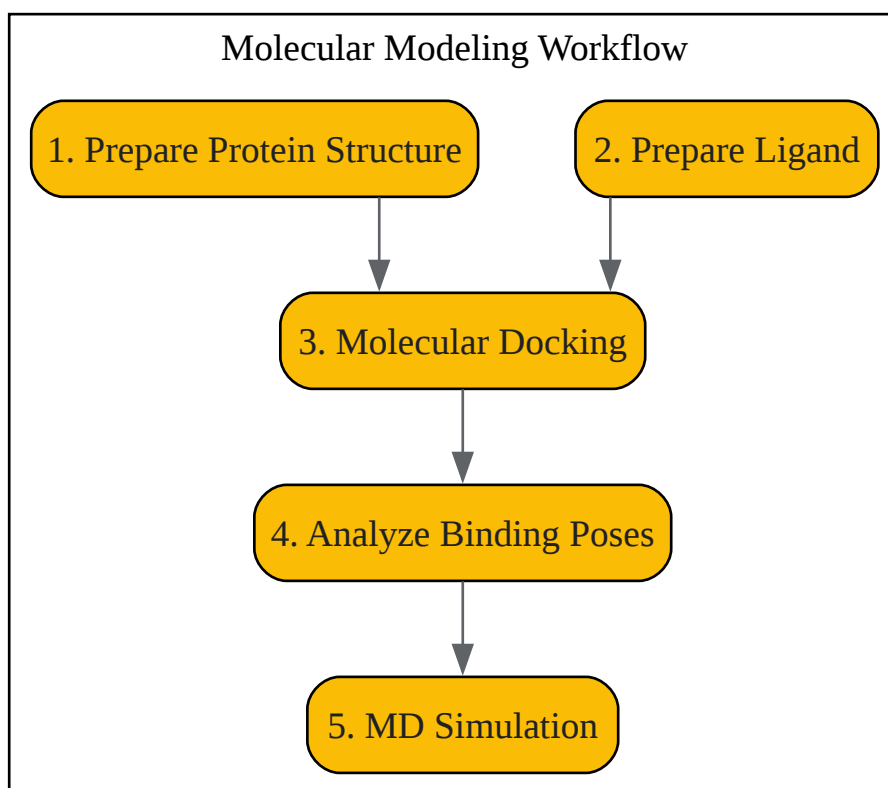 Molecular Modeling Workflow
1. Prepare Protein Structure
2. Prepare Ligand
3. Molecular Docking
4. Analyze Binding Poses
5. MD Simulation